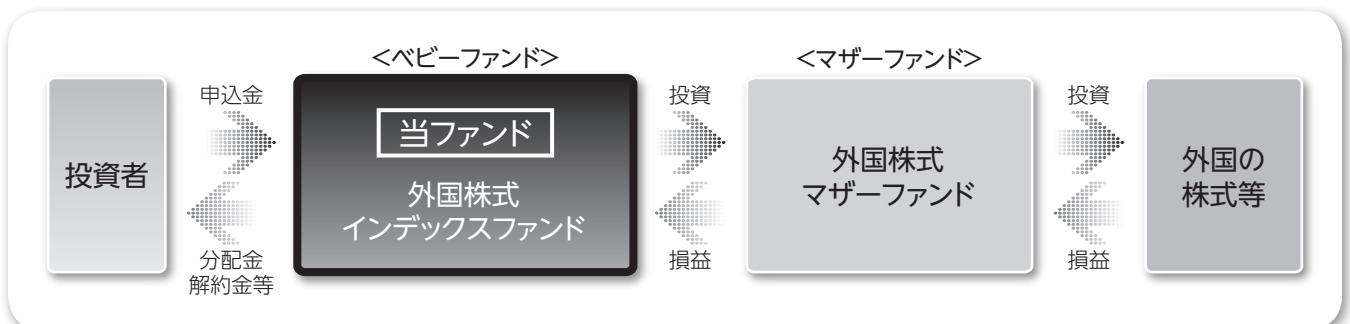 <ベビーファンド>
<マザーファンド>
投資者
申込金
分配金
解約金等
当ファンド
外国株式
インデックスファンド
投資
損益
外国株式
マザーファンド
投資
損益
外国の
株式等